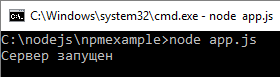 C:\Windows\system32\cmd.exe - node app.js
C:\nodejs\npmexample>node app.js
Сервер запущен